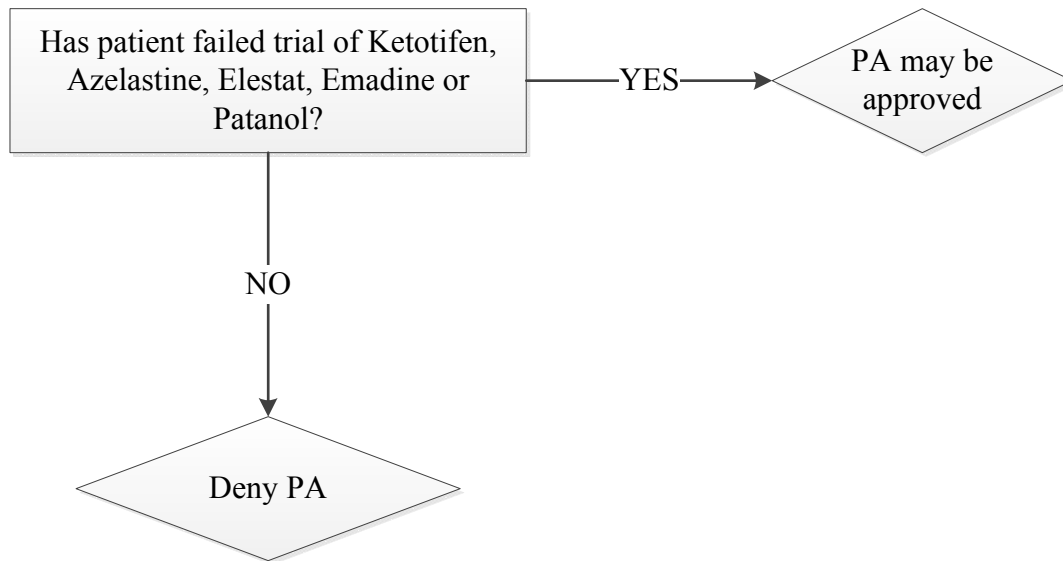 Has patient failed trial of Ketotifen,
Azelastine, Elestat, Emadine or
Patanol?
YES
PA may be
approved
NO
Deny PA